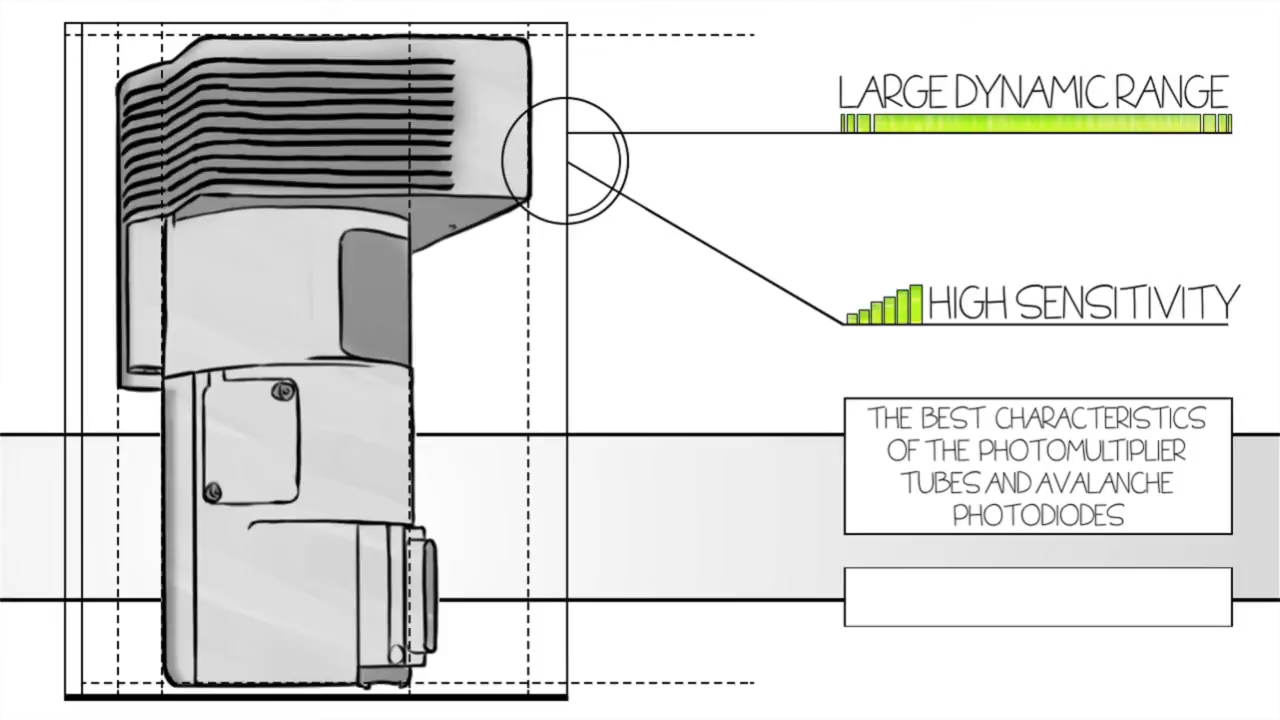 LARGE DYNAMIC RANGE
HIGH SENSITIVITY
THE BEST CHARACTERISTICS
OF THE PHOTOMULTIPLIER
TUBES AND AVALANCHE
PHOTODIODES